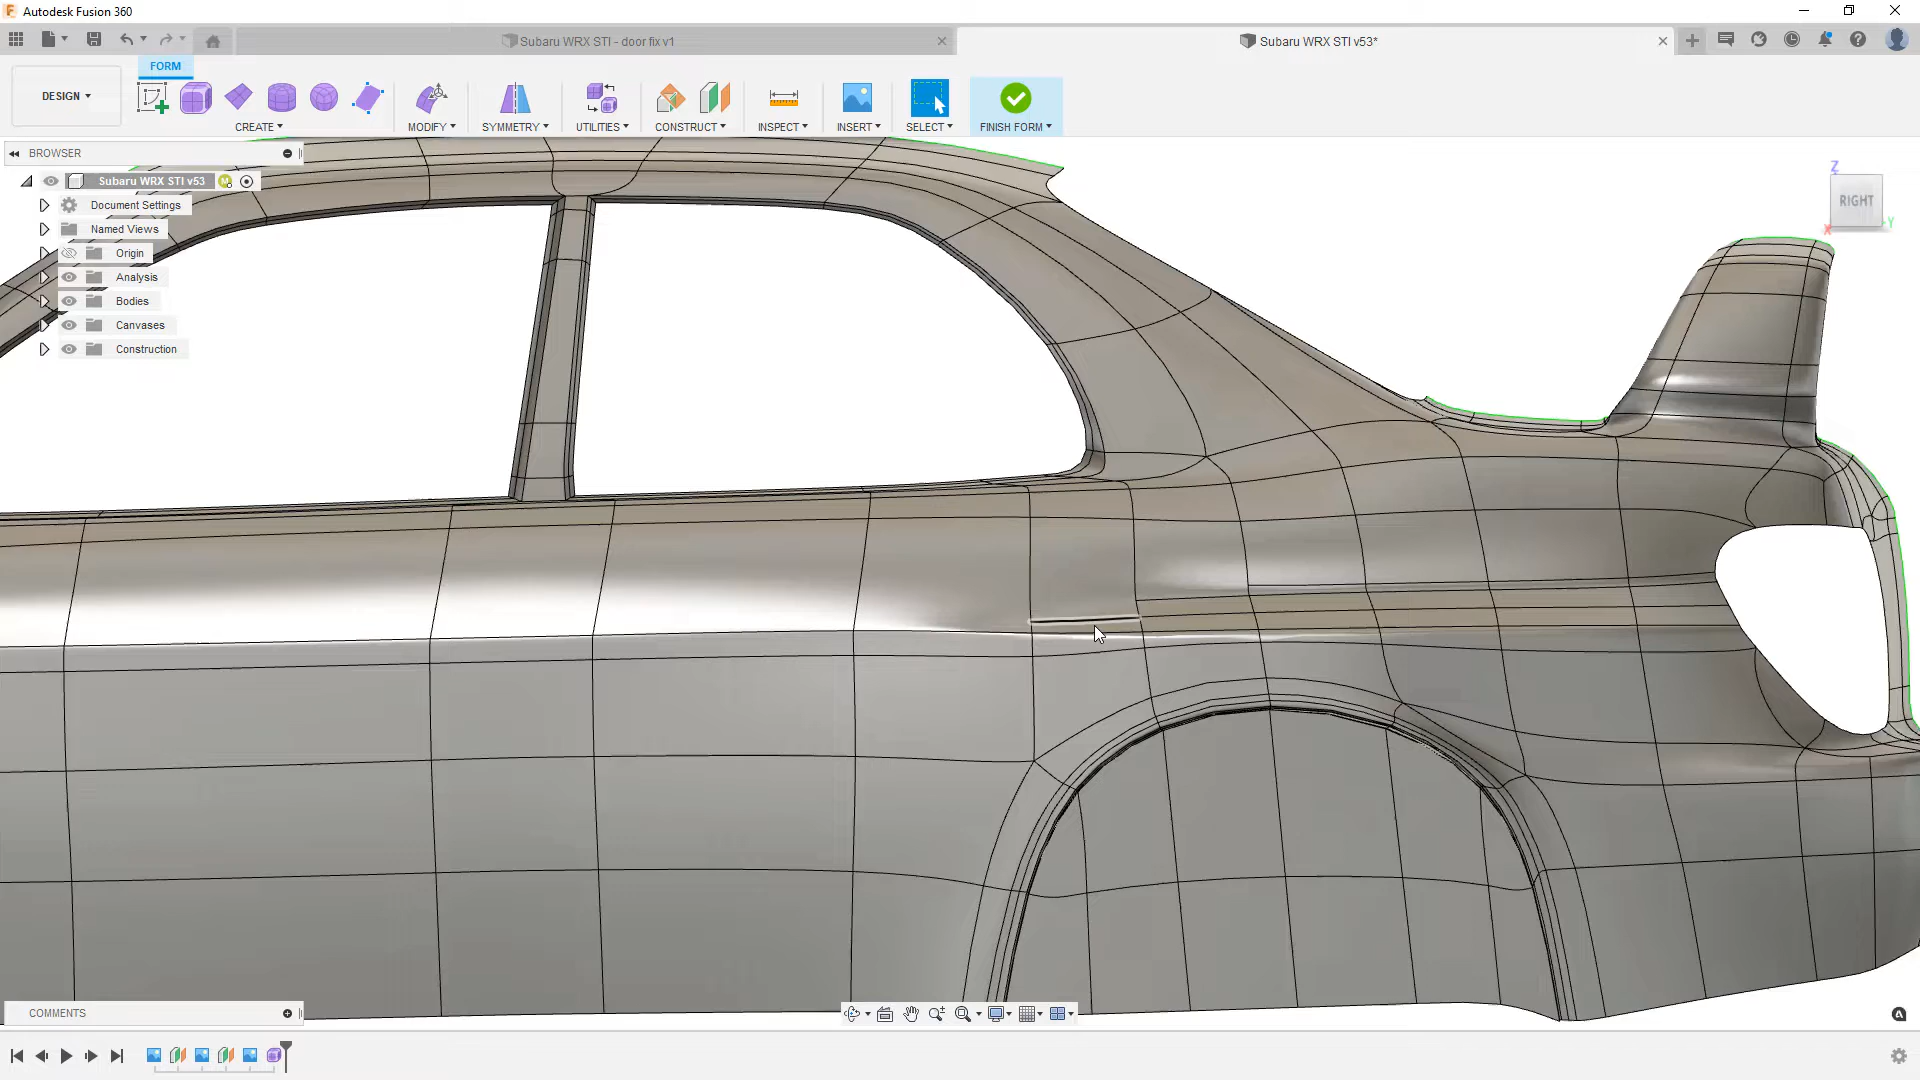 Autodesk Fusion 360
Subaru WRX STI - door fix v1
Subaru WRX STI v53*
FORM
DESIGN
CREATE
MODIFY
SYMMETRY
UTILITIES
CONSTRUCT
INSPECT
INSERT
SELECT
FINISH FORM
BROWSER
Subaru WRX STI v53
Document Settings
Named Views
Origin
Analysis
Bodies
Canvases
Construction
Z
RIGHT
X
Y
COMMENTS